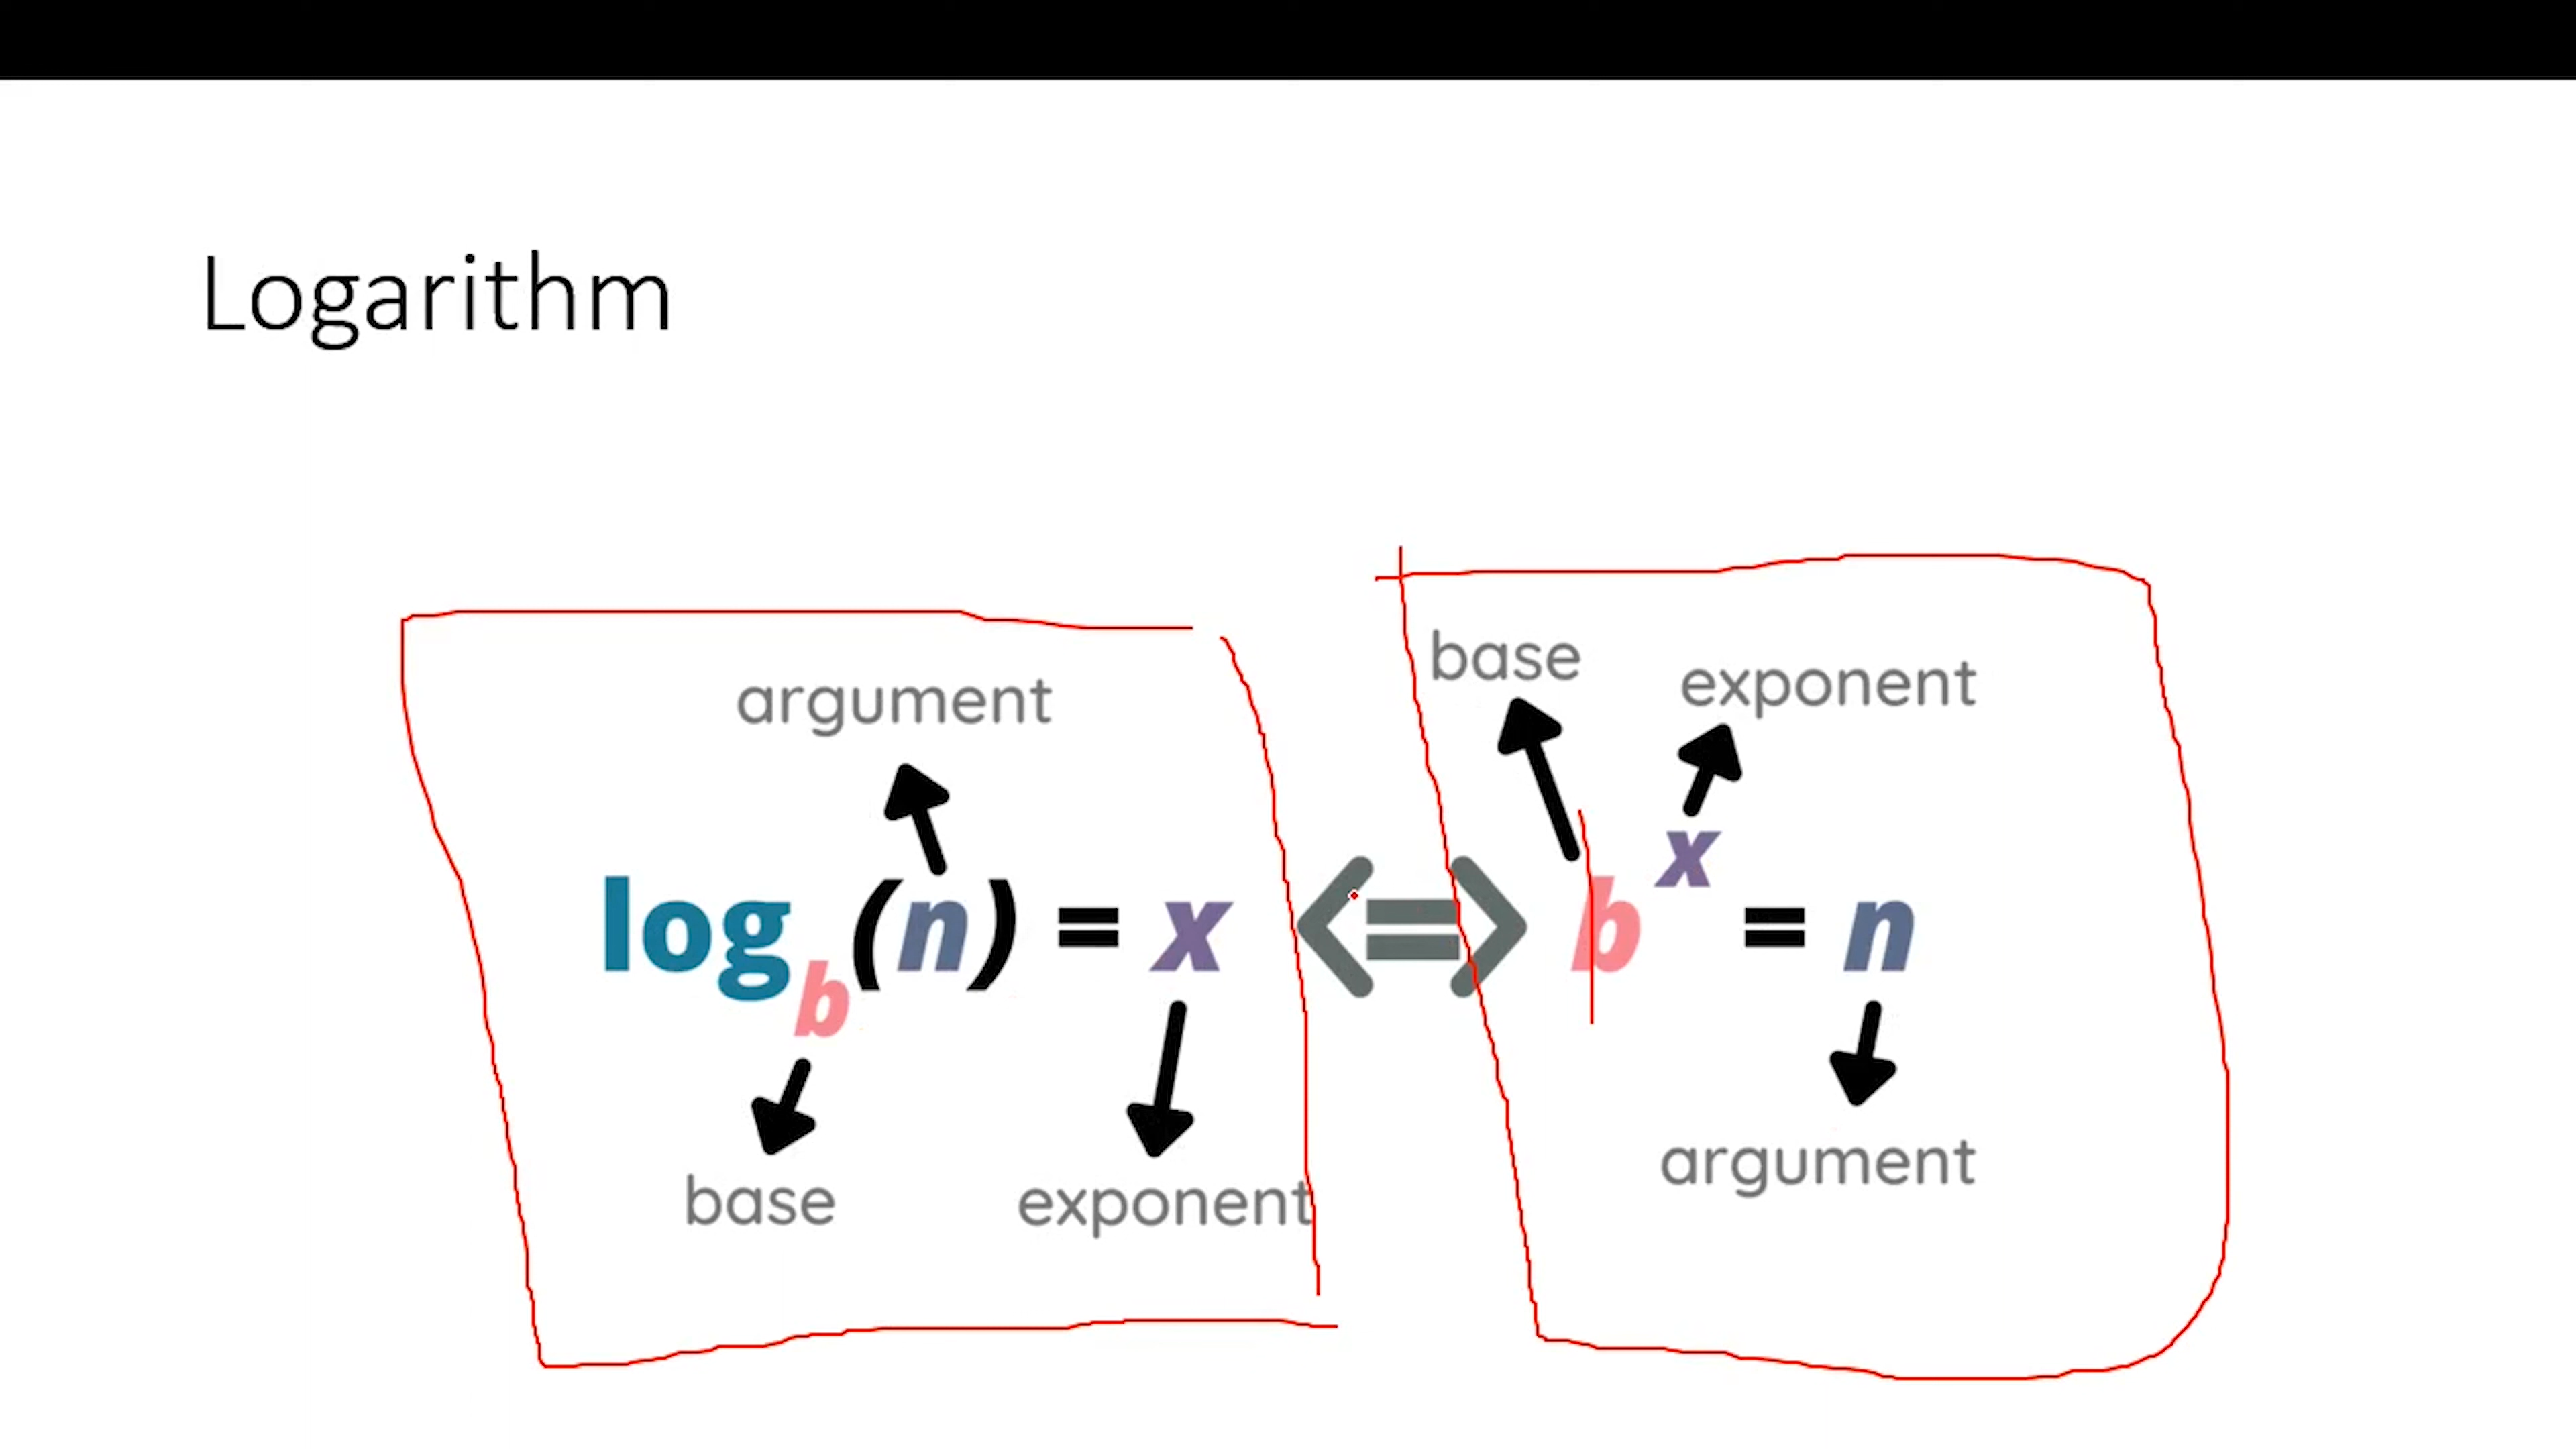 Logarithm
argument
log_b(n) = x
base
exponent
<=>
base
exponent
b^x = n
argument